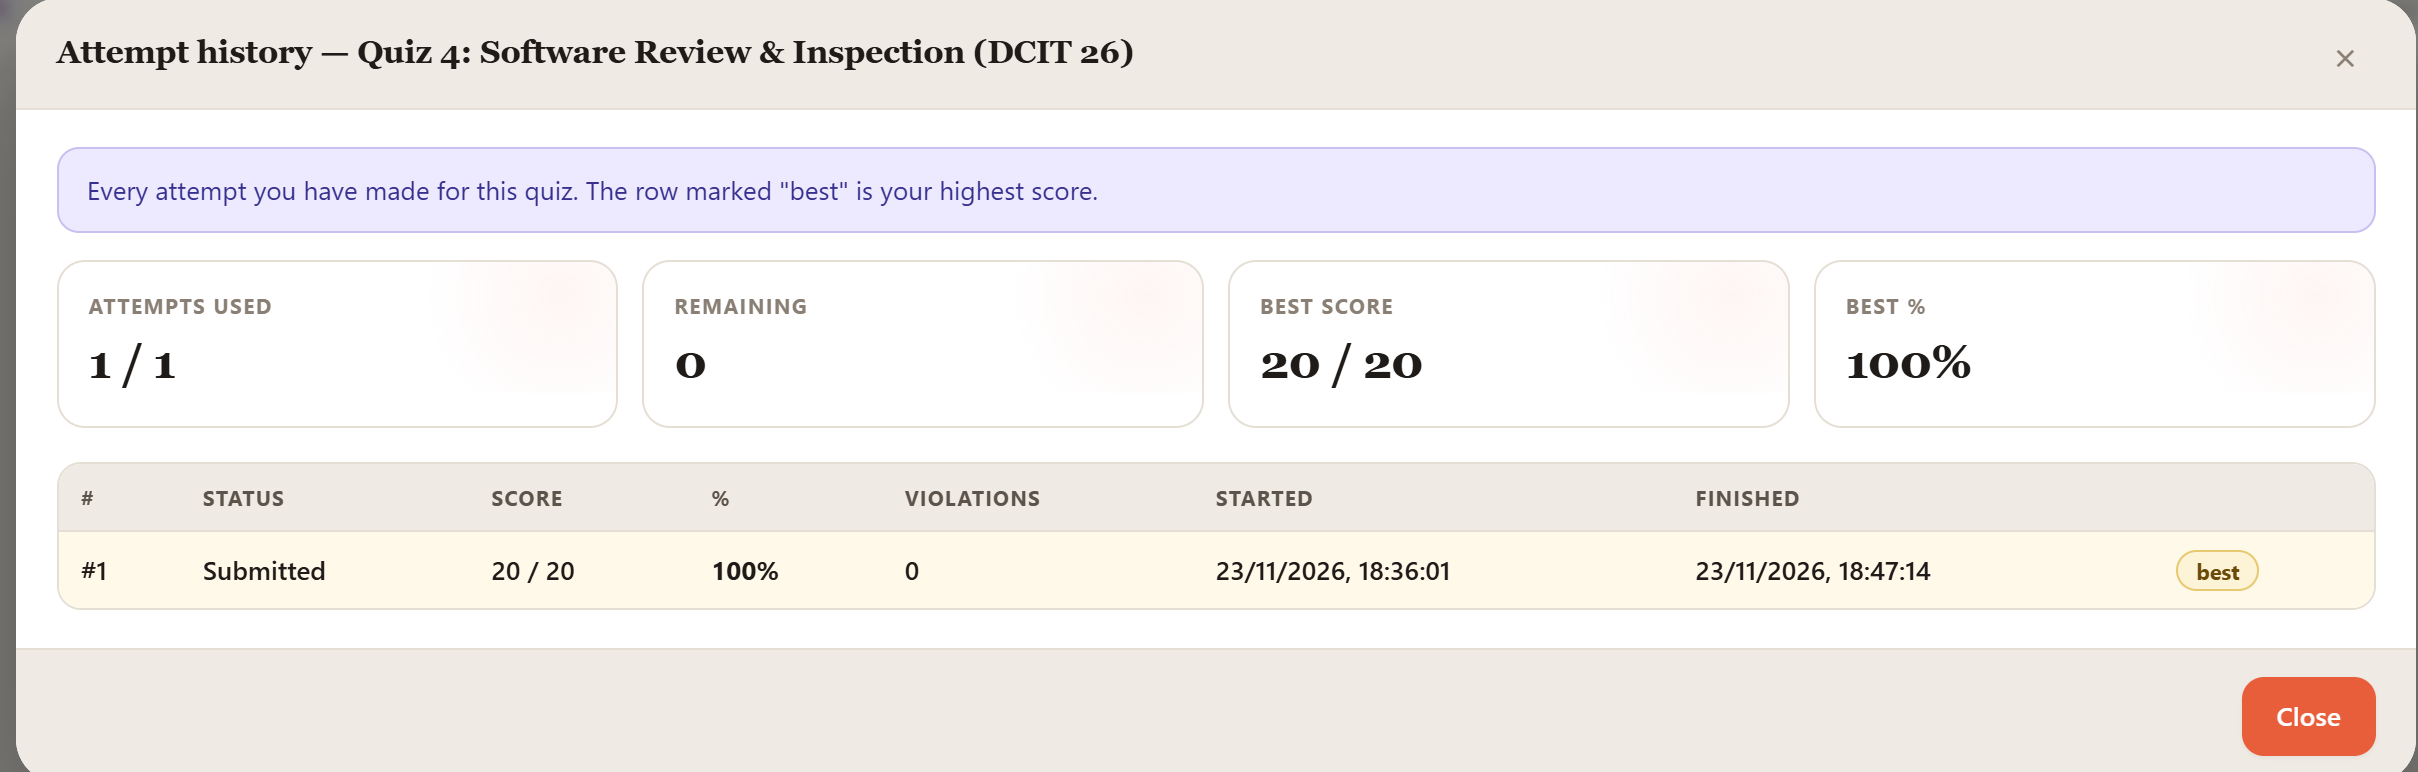 Attempt history — Quiz 4: Software Review & Inspection (DCIT 26)
×
Every attempt you have made for this quiz. The row marked "best" is your highest score.
ATTEMPTS USED
1 / 1
REMAINING
0
BEST SCORE
20 / 20
BEST %
100%
# STATUS SCORE % VIOLATIONS STARTED FINISHED
#1 Submitted 20 / 20 100% 0 23/11/2026, 18:36:01 23/11/2026, 18:47:14 best
Close